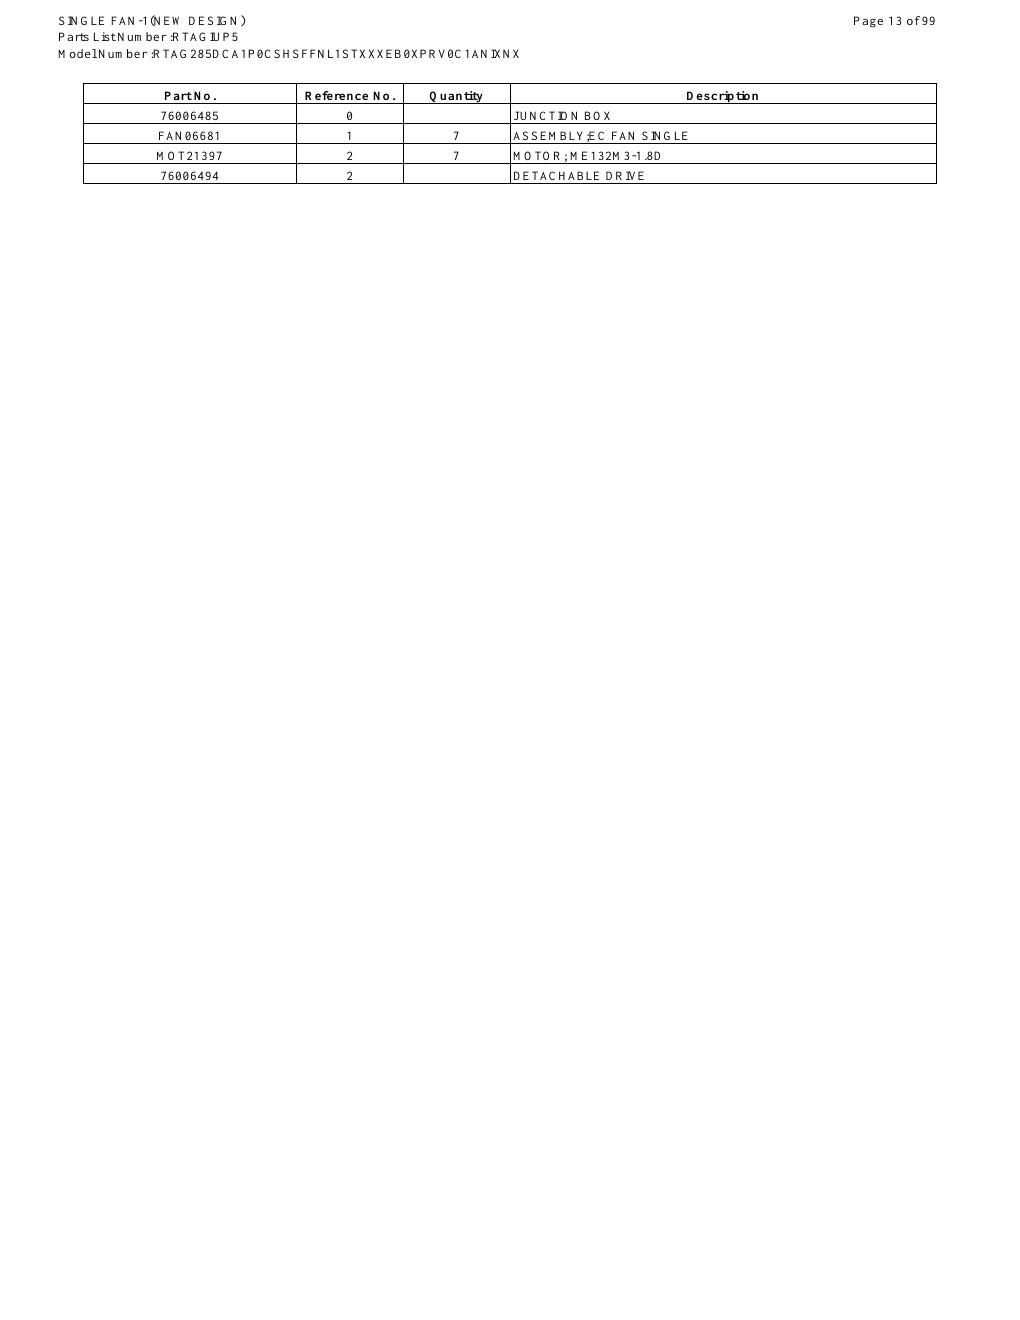 SINGLE FAN-1(NEW DESIGN)
Page 13 of 99
Parts List Number:RTAGIUP5
Model Number:RTAG285DCA1P0CSHSFFNL1STXXXEB0XPRV0C1ANIXNX
Part No. Reference No. Quantity Description
76006485 0 JUNCTION BOX
FAN06681 1 7 ASSEMBLY;EC FAN SINGLE
MOT21397 2 7 MOTOR;ME132M3-1.8D
76006494 2 DETACHABLE DRIVE